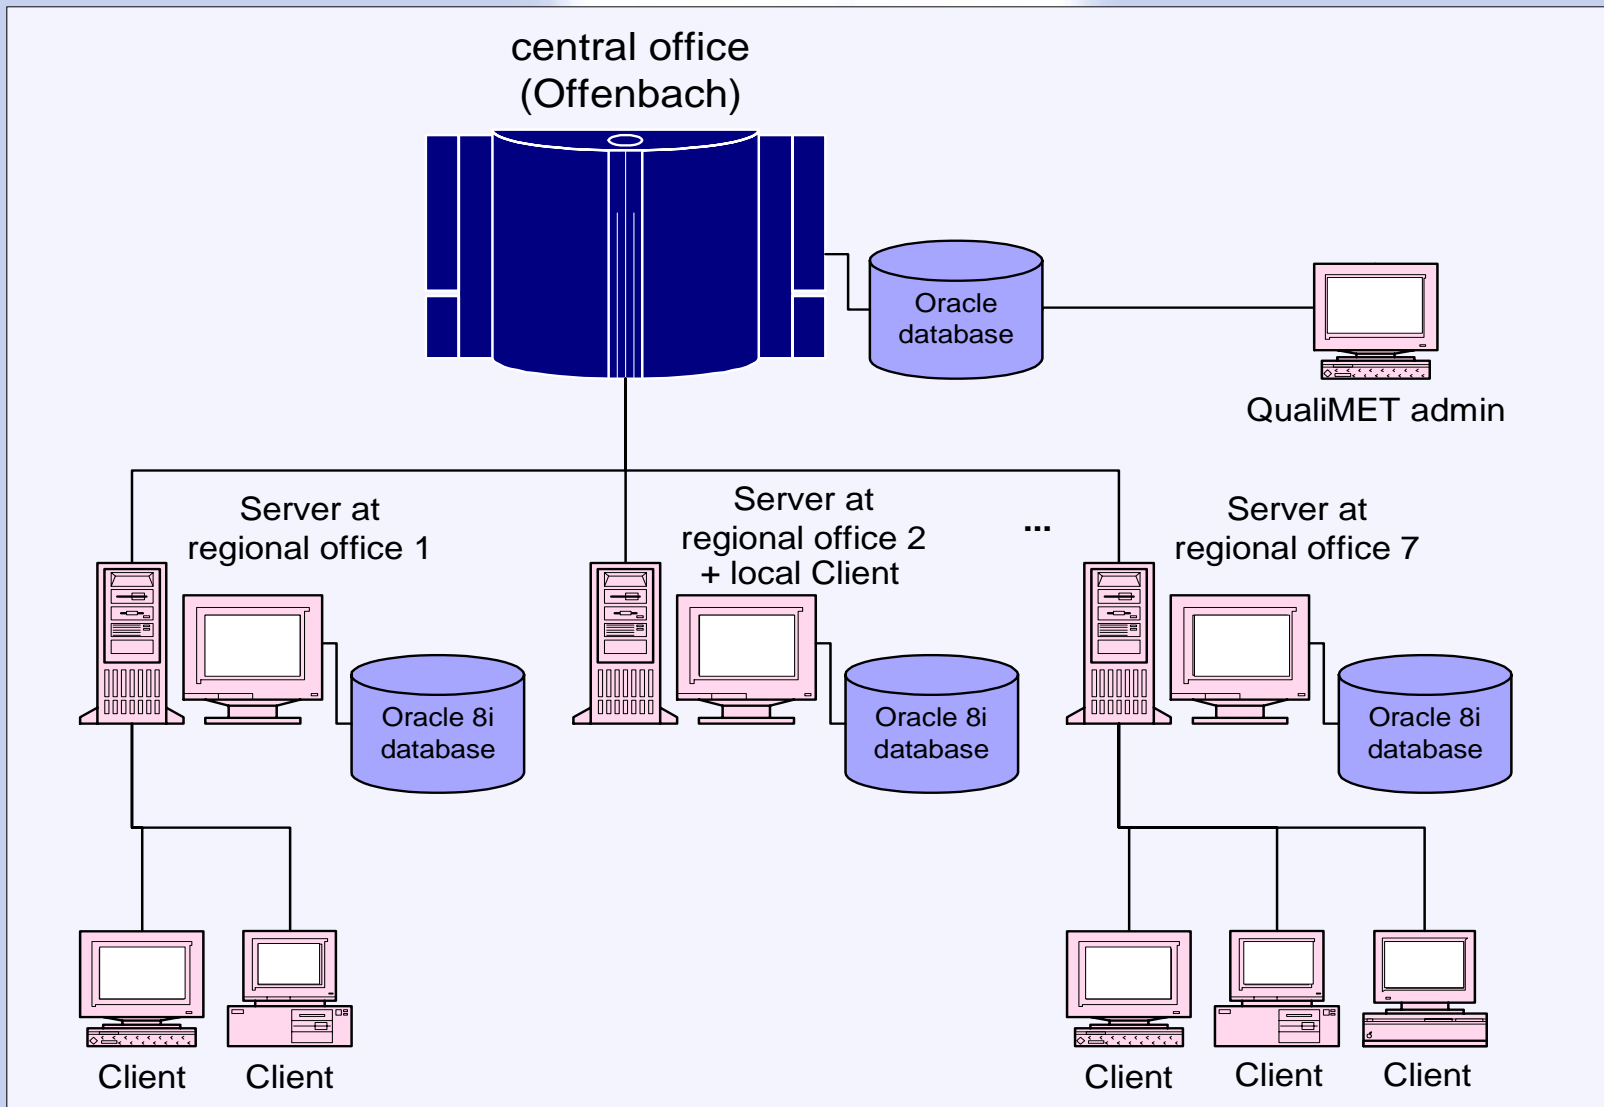 central office
(Offenbach)
Oracle
database
QualiMET admin
Server at
regional office 1
Server at
regional office 2
+ local Client
...
Server at
regional office 7
Oracle 8i
database
Oracle 8i
database
Oracle 8i
database
Client
Client
Client
Client
Client